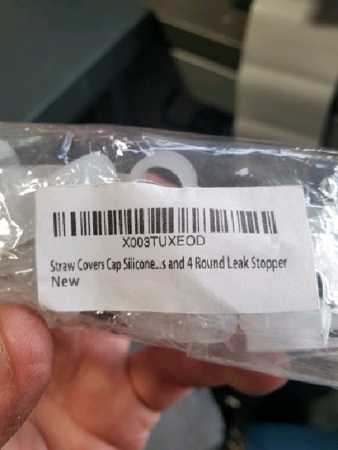 X003TUXEOD
Straw Covers Cap Silicone...s and 4 Round Leak Stopper
New